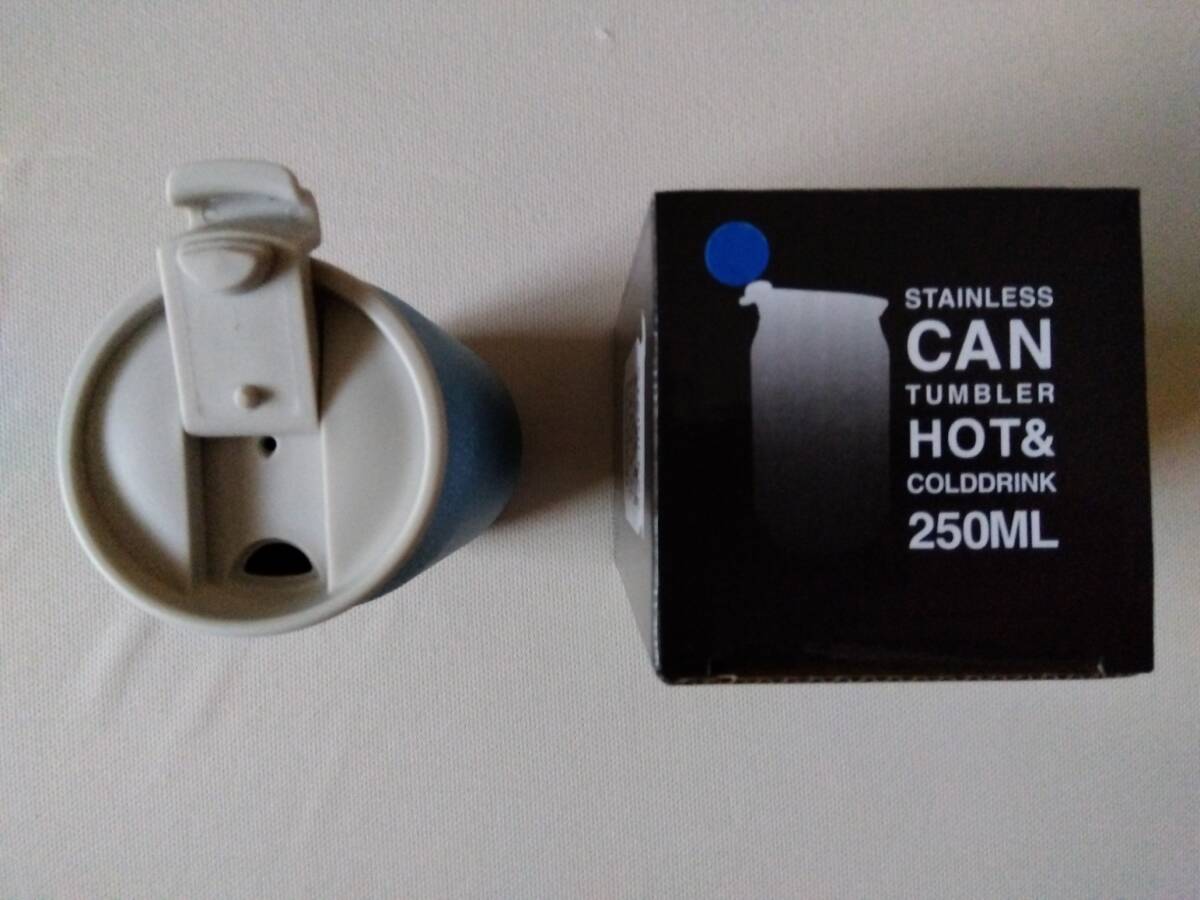 STAINLESS
CAN
TUMBLER
HOT&
COLDDRINK
250ML